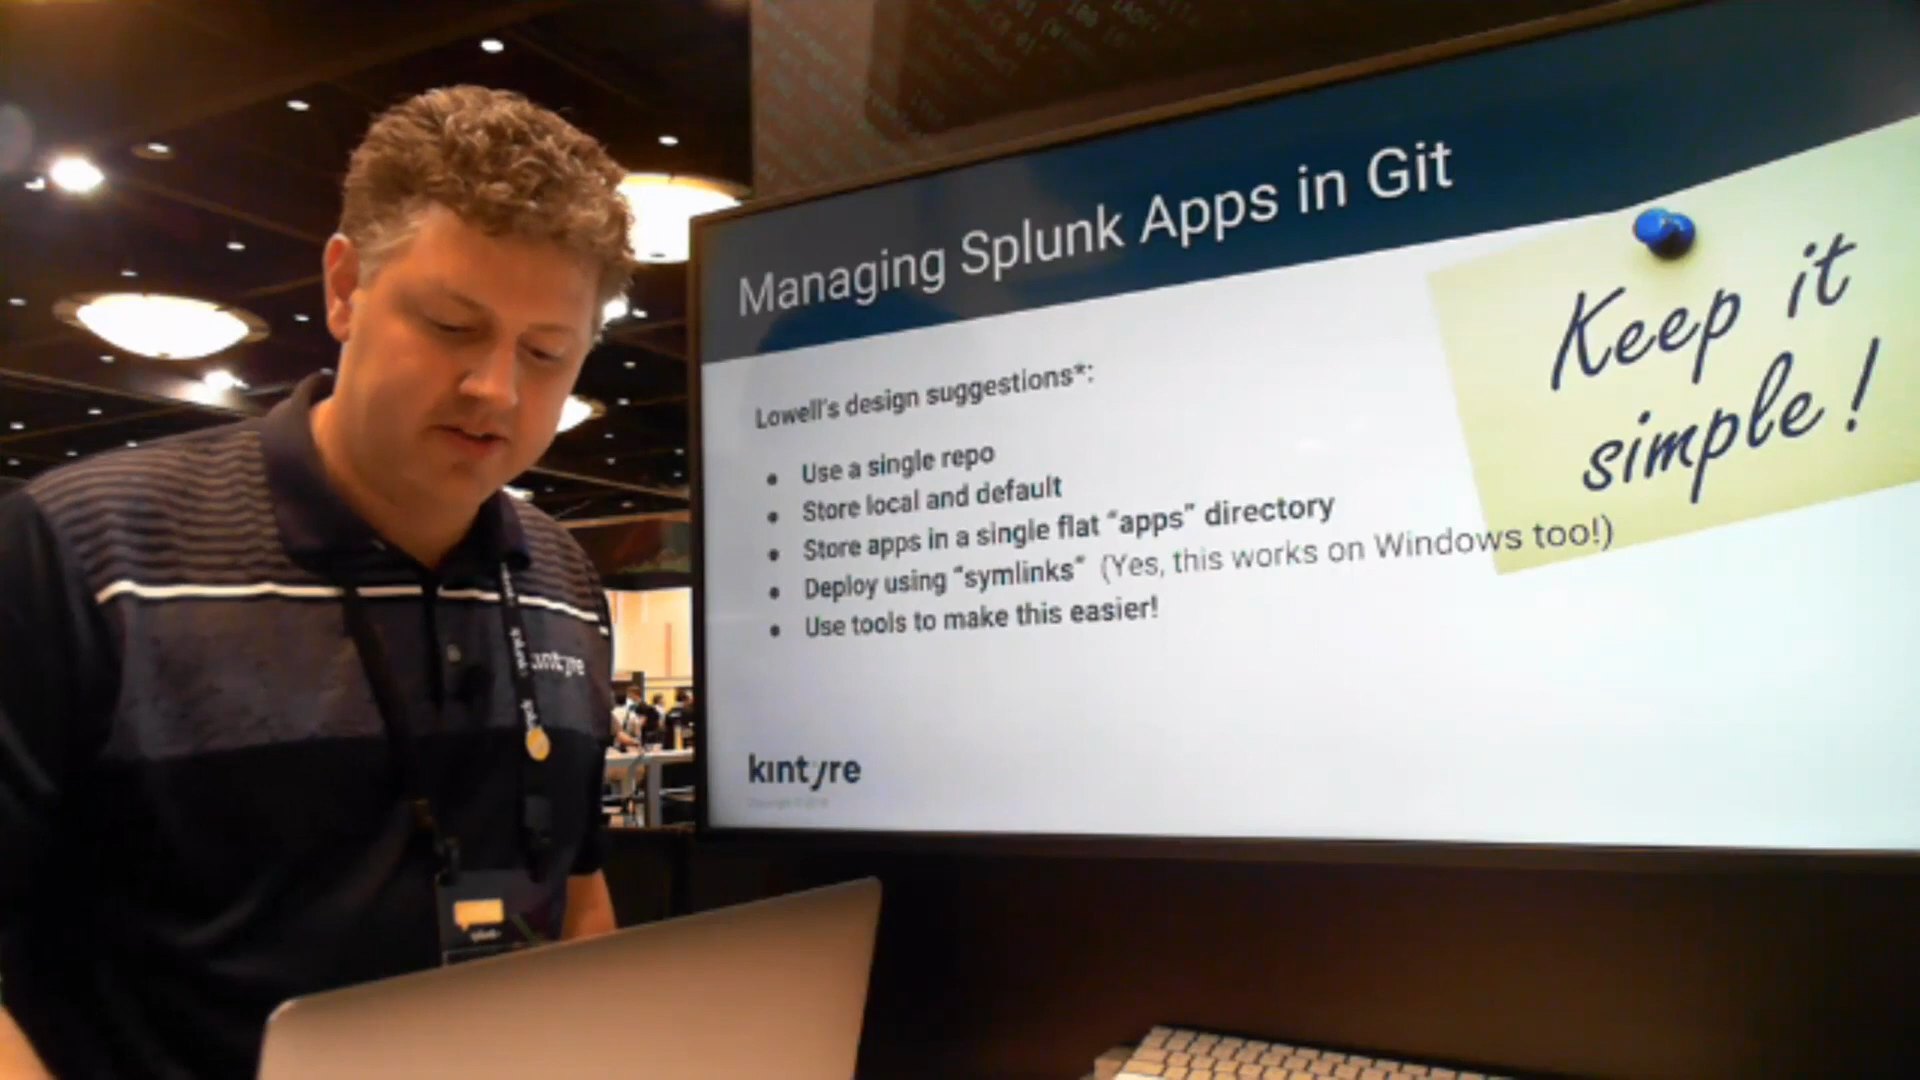 Managing Splunk Apps in Git
Keep it
simple!
Lowell's design suggestions*:
● Use a single repo
● Store local and default
● Store apps in a single flat “apps” directory
● Deploy using “symlinks” (Yes, this works on Windows too!)
● Use tools to make this easier!
kintyre
kintyre